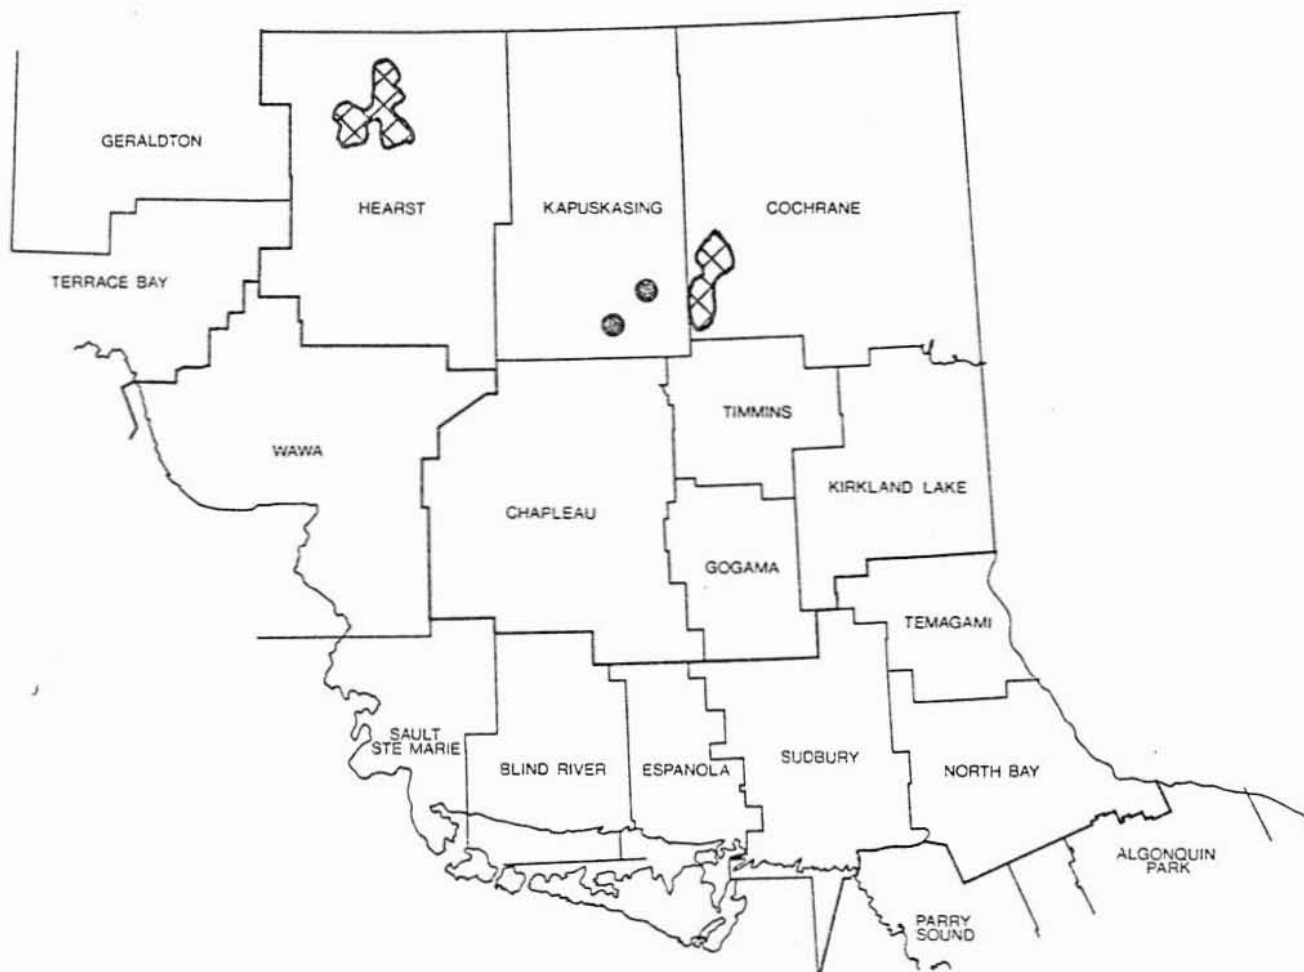 GERALDTON
HEARST
KAPUSKASING
COCHRANE
TERRACE BAY
TIMMINS
WAWA
KIRKLAND LAKE
CHAPLEAU
GOGAMA
TEMAGAMI
SAULT
STE MARIE
BLIND RIVER
ESPANOLA
SUDBURY
NORTH BAY
ALGONQUIN
PARK
PARRY
SOUND